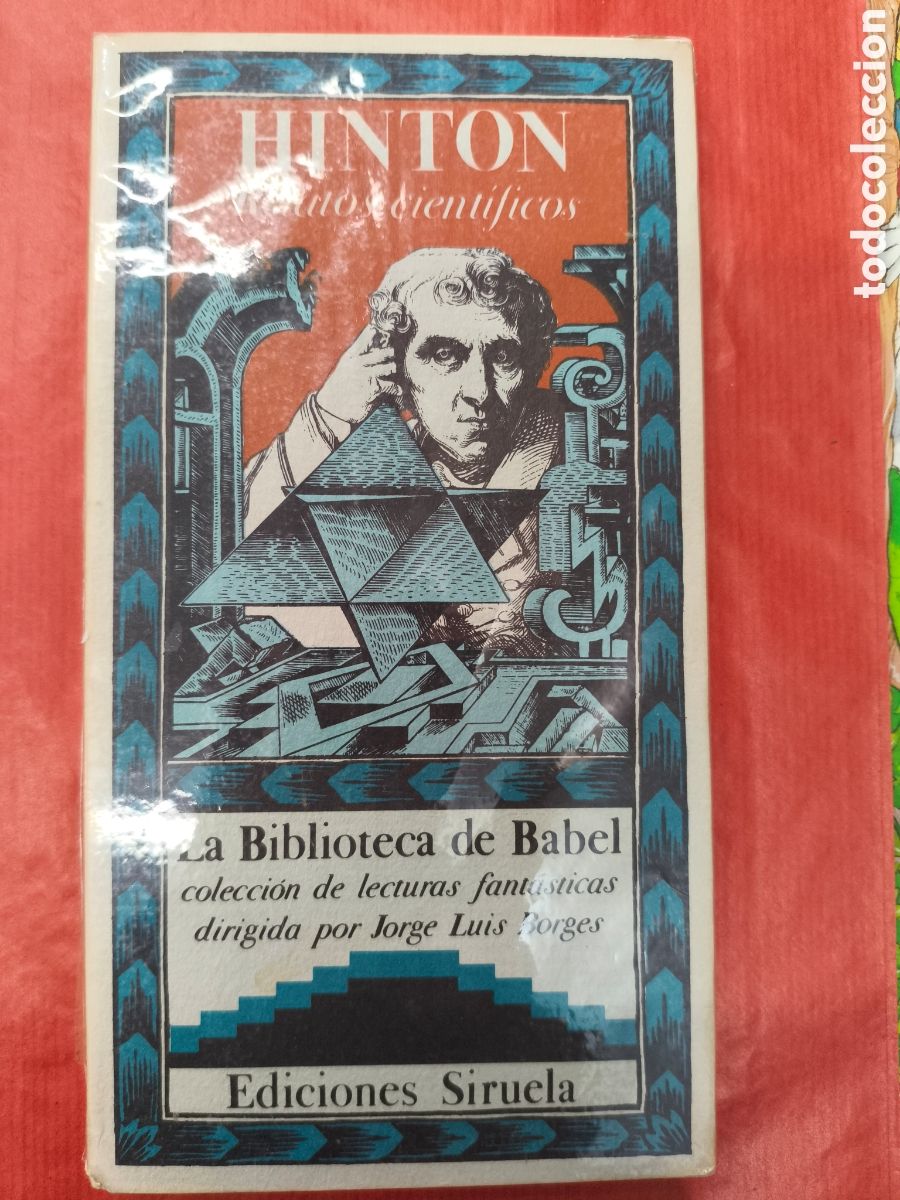 HINTON
Relatos científicos
La Biblioteca de Babel
colección de lecturas fantásticas
dirigida por Jorge Luis Borges
Ediciones Siruela
todocoleccion